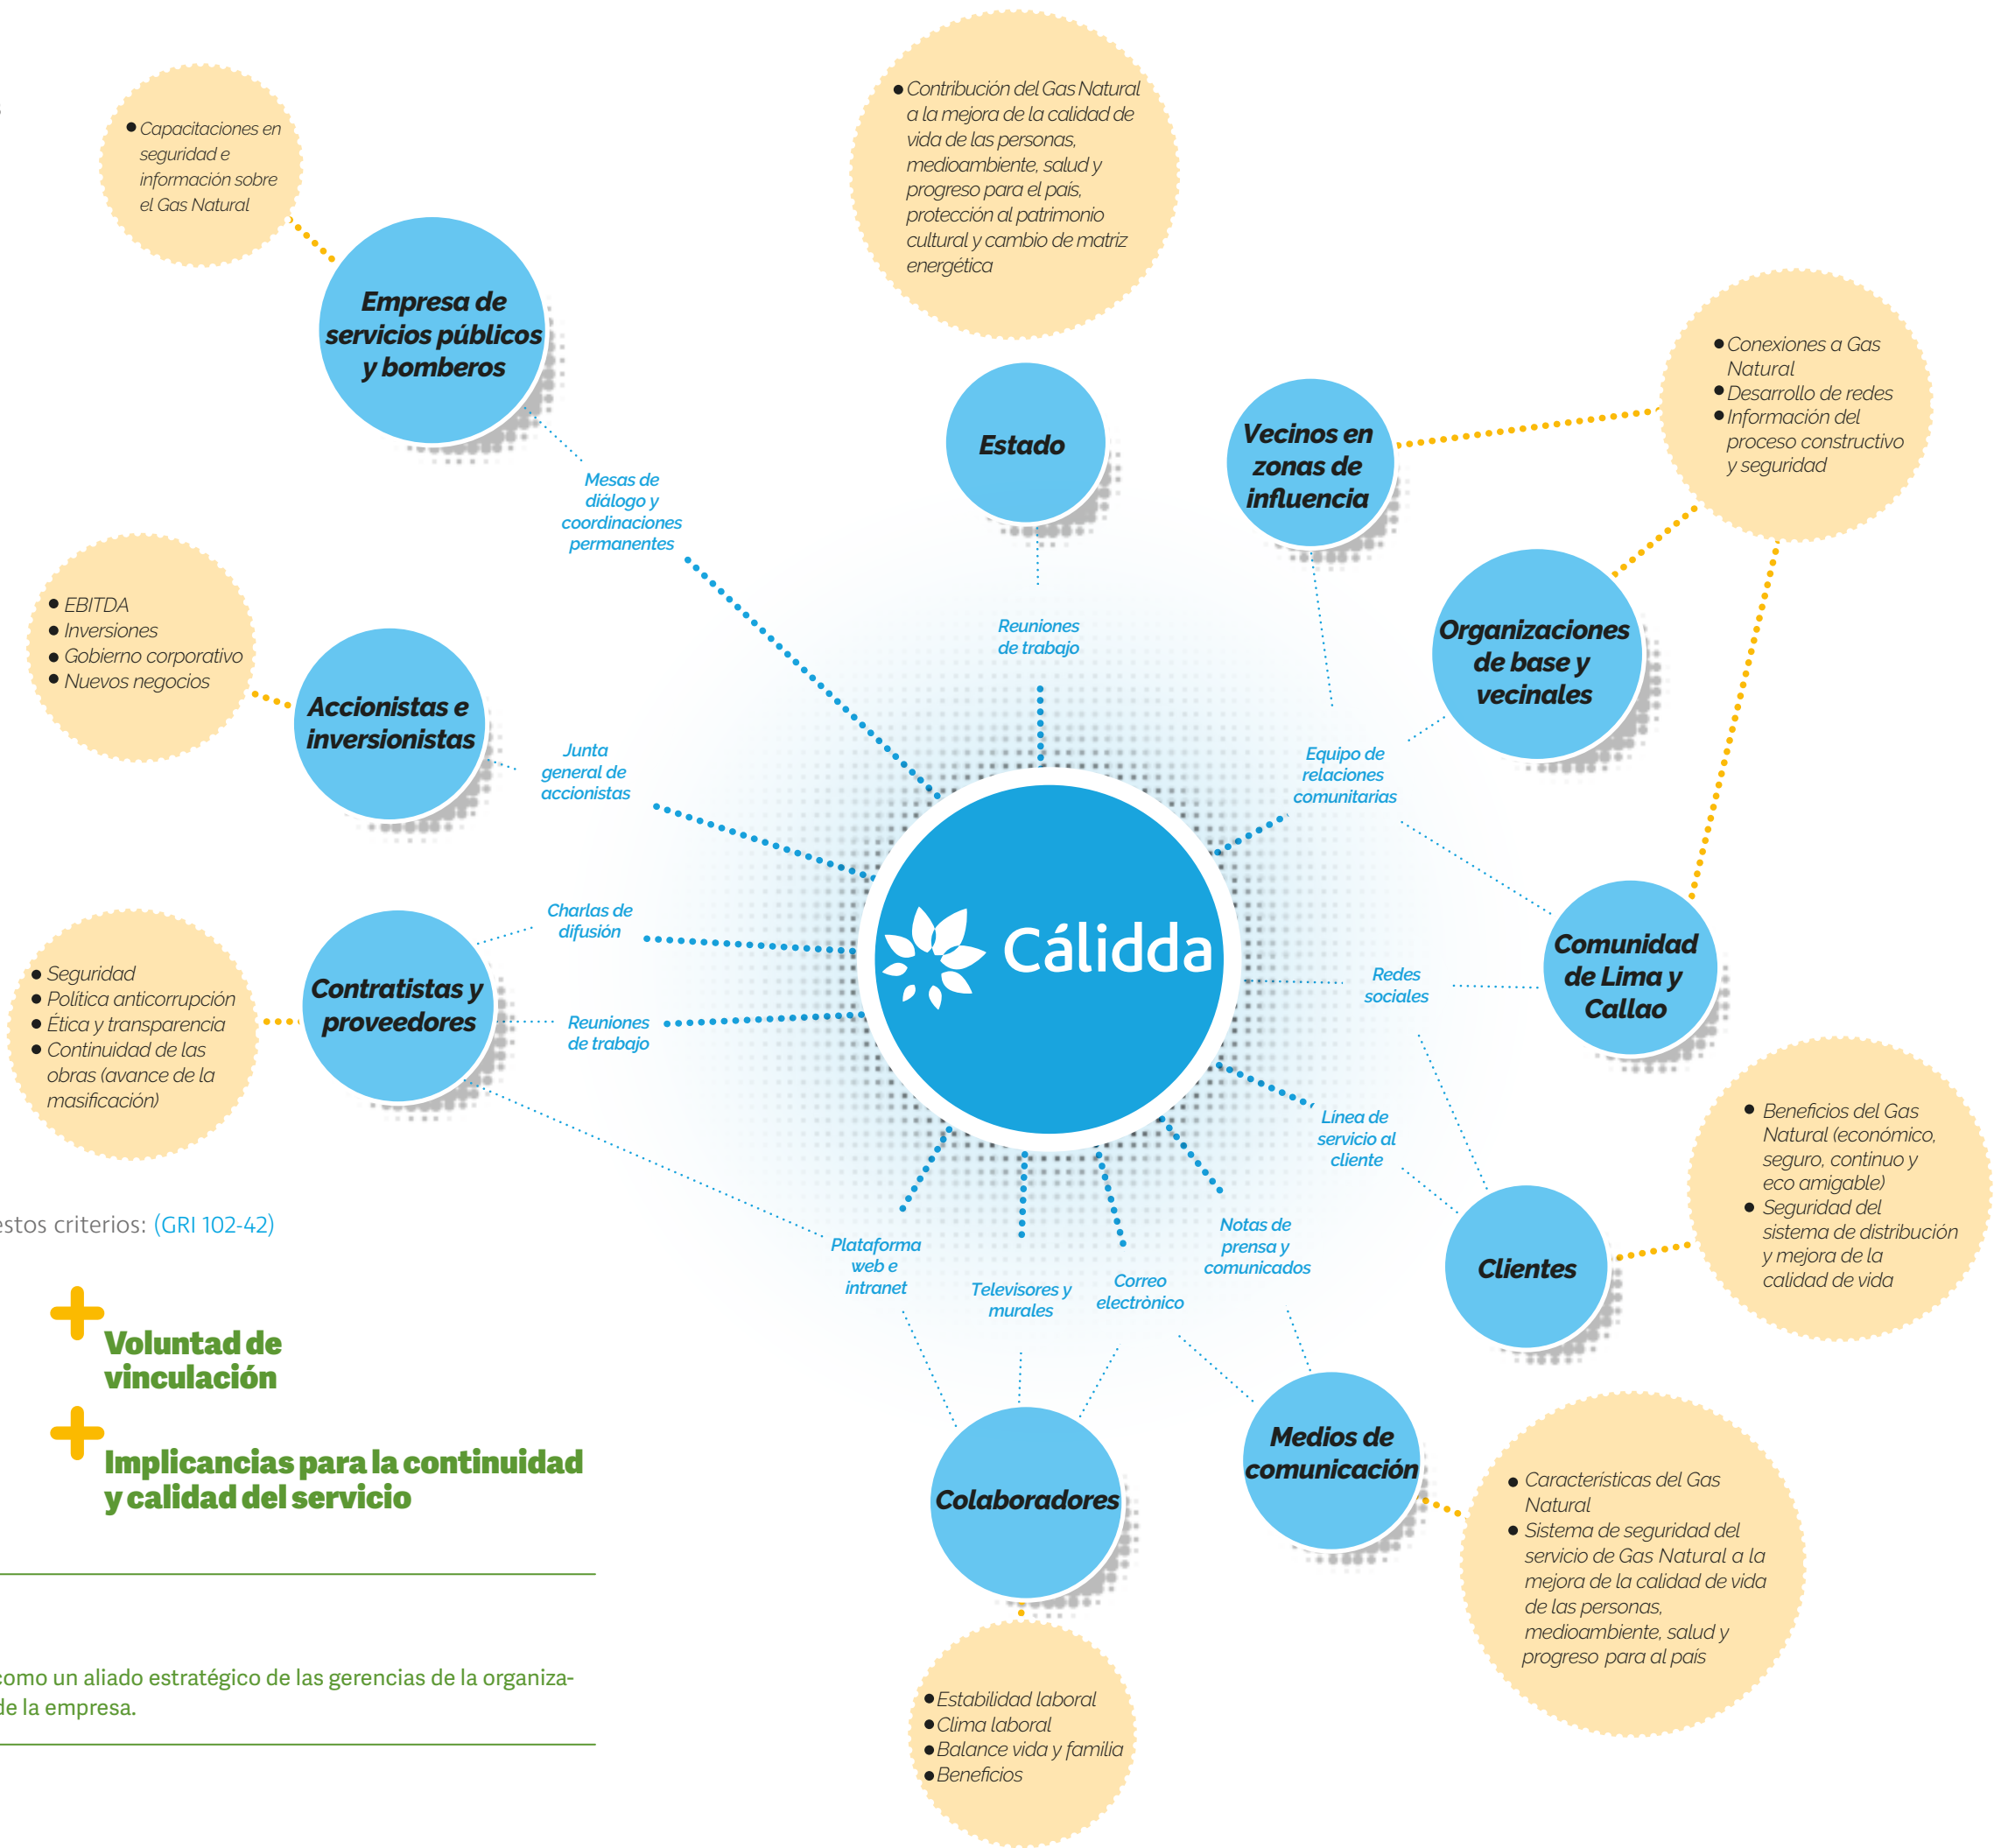 Capacitaciones en
seguridad e
información sobre
el Gas Natural
Empresa de
servicios públicos
y bomberos
Mesas de
diálogo y
coordinaciones
permanentes
Contribución del Gas Natural
a la mejora de la calidad de
vida de las personas,
medioambiente, salud y
progreso para el país,
protección al patrimonio
cultural y cambio de matriz
energética
Estado
Reuniones
de trabajo
Vecinos en
zonas de
influencia
Conexiones a Gas
Natural
Desarrollo de redes
Información del
proceso constructivo
y seguridad
Organizaciones
de base y
vecinales
Equipo de
relaciones
comunitarias
EBITDA
Inversiones
Gobierno corporativo
Nuevos negocios
Accionistas e
inversionistas
Junta
general de
accionistas
Cálidda
Comunidad
de Lima y
Callao
Redes
sociales
Seguridad
Política anticorrupción
Ética y transparencia
Continuidad de las
obras (avance de la
masificación)
Contratistas y
proveedores
Charlas de
difusión
Reuniones
de trabajo
Línea de
servicio al
cliente
Clientes
Beneficios del Gas
Natural (económico,
seguro, continuo y
eco amigable)
Seguridad del
sistema de distribución
y mejora de la
calidad de vida
Plataforma
web e
intranet
Televisores y
murales
Correo
electrónico
Notas de
prensa y
comunicados
Colaboradores
Medios de
comunicación
Características del Gas
Natural
Sistema de seguridad del
servicio de Gas Natural a la
mejora de la calidad de vida
de las personas,
medioambiente, salud y
progreso para al país
Estabilidad laboral
Clima laboral
Balance vida y familia
Beneficios
estos criterios: (GRI 102-42)
Voluntad de
vinculación
Implicancias para la continuidad
y calidad del servicio
como un aliado estratégico de las gerencias de la organiza-
de la empresa.